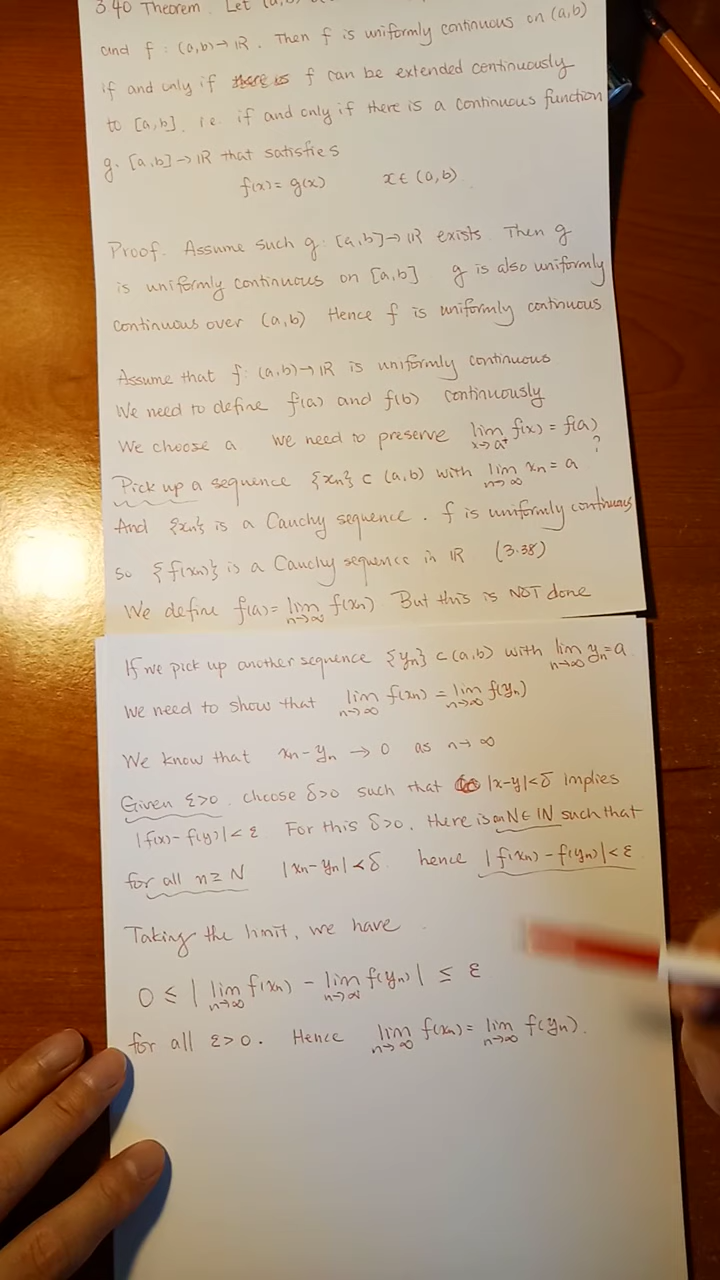 3.40 Theorem. Let (a,b)
and f : (a,b) → ℝ. Then f is uniformly continuous on (a,b)
if and only if f can be extended continuously
to [a,b], i.e. if and only if there is a continuous function
g: [a,b] → ℝ that satisfies
f(x) = g(x) x ∈ (a,b)
Proof. Assume such g: [a,b] → ℝ exists. Then g
is uniformly continuous on [a,b] g is also uniformly
continuous over (a,b) Hence f is uniformly continuous
Assume that f: (a,b) → ℝ is uniformly continuous
We need to define f(a) and f(b) continuously
We choose a. We need to preserve lim_{x→a⁺} f(x) = f(a) ?
Pick up a sequence {xn} ⊂ (a,b) with lim_{n→∞} xn = a
And {xn} is a Cauchy sequence. f is uniformly continuous
so {f(xn)} is a Cauchy sequence in ℝ (3.38)
We define f(a) = lim_{n→∞} f(xn) But this is NOT done
If we pick up another sequence {yn} ⊂ (a,b) with lim_{n→∞} yn = a
We need to show that lim_{n→∞} f(xn) = lim_{n→∞} f(yn)
We know that xn - yn → 0 as n → ∞
Given ε>0, choose δ>0 such that |x-y|<δ implies
|f(x) - f(y)| < ε For this δ>0, there is an N ∈ ℕ such that
for all n ≥ N |xn - yn| < δ hence |f(xn) - f(yn)| < ε
Taking the limit, we have
0 ≤ | lim_{n→∞} f(xn) - lim_{n→∞} f(yn) | ≤ ε
for all ε>0. Hence lim_{n→∞} f(xn) = lim_{n→∞} f(yn).